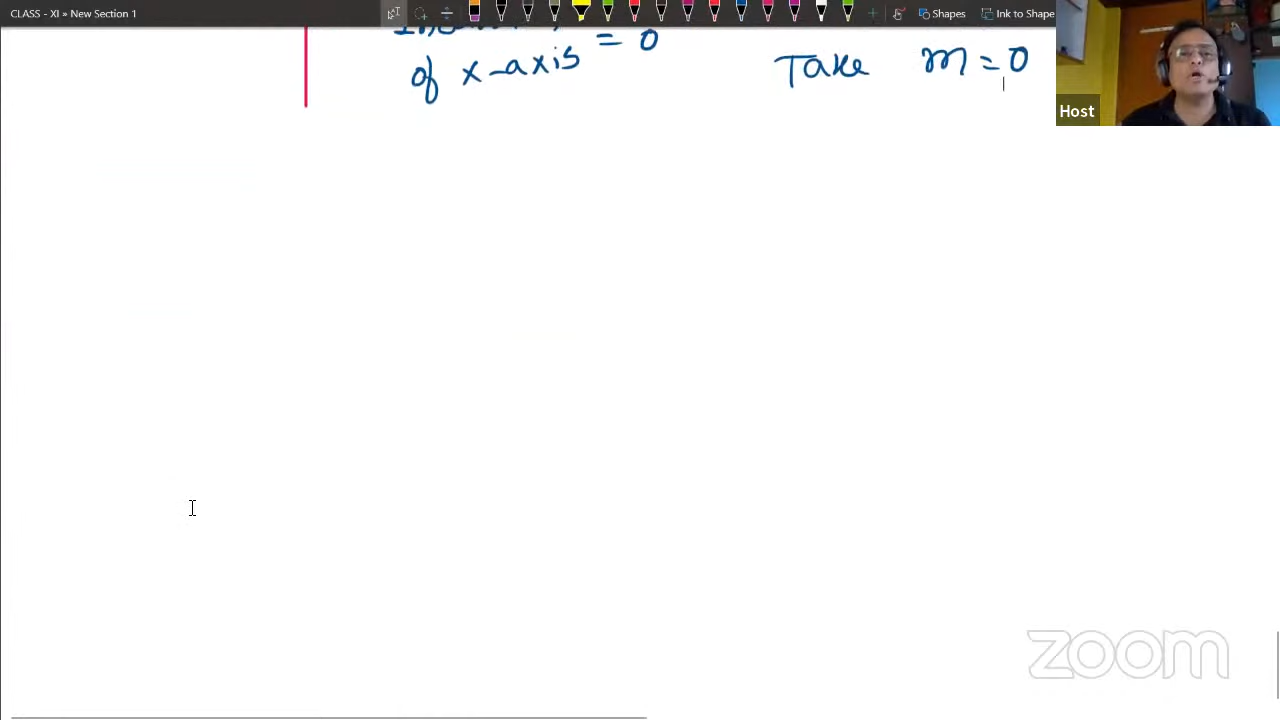 CLASS - XI » New Section 1
Shapes
Ink to Shape
= 0
of x-axis
Take m = 0
Host
zoom